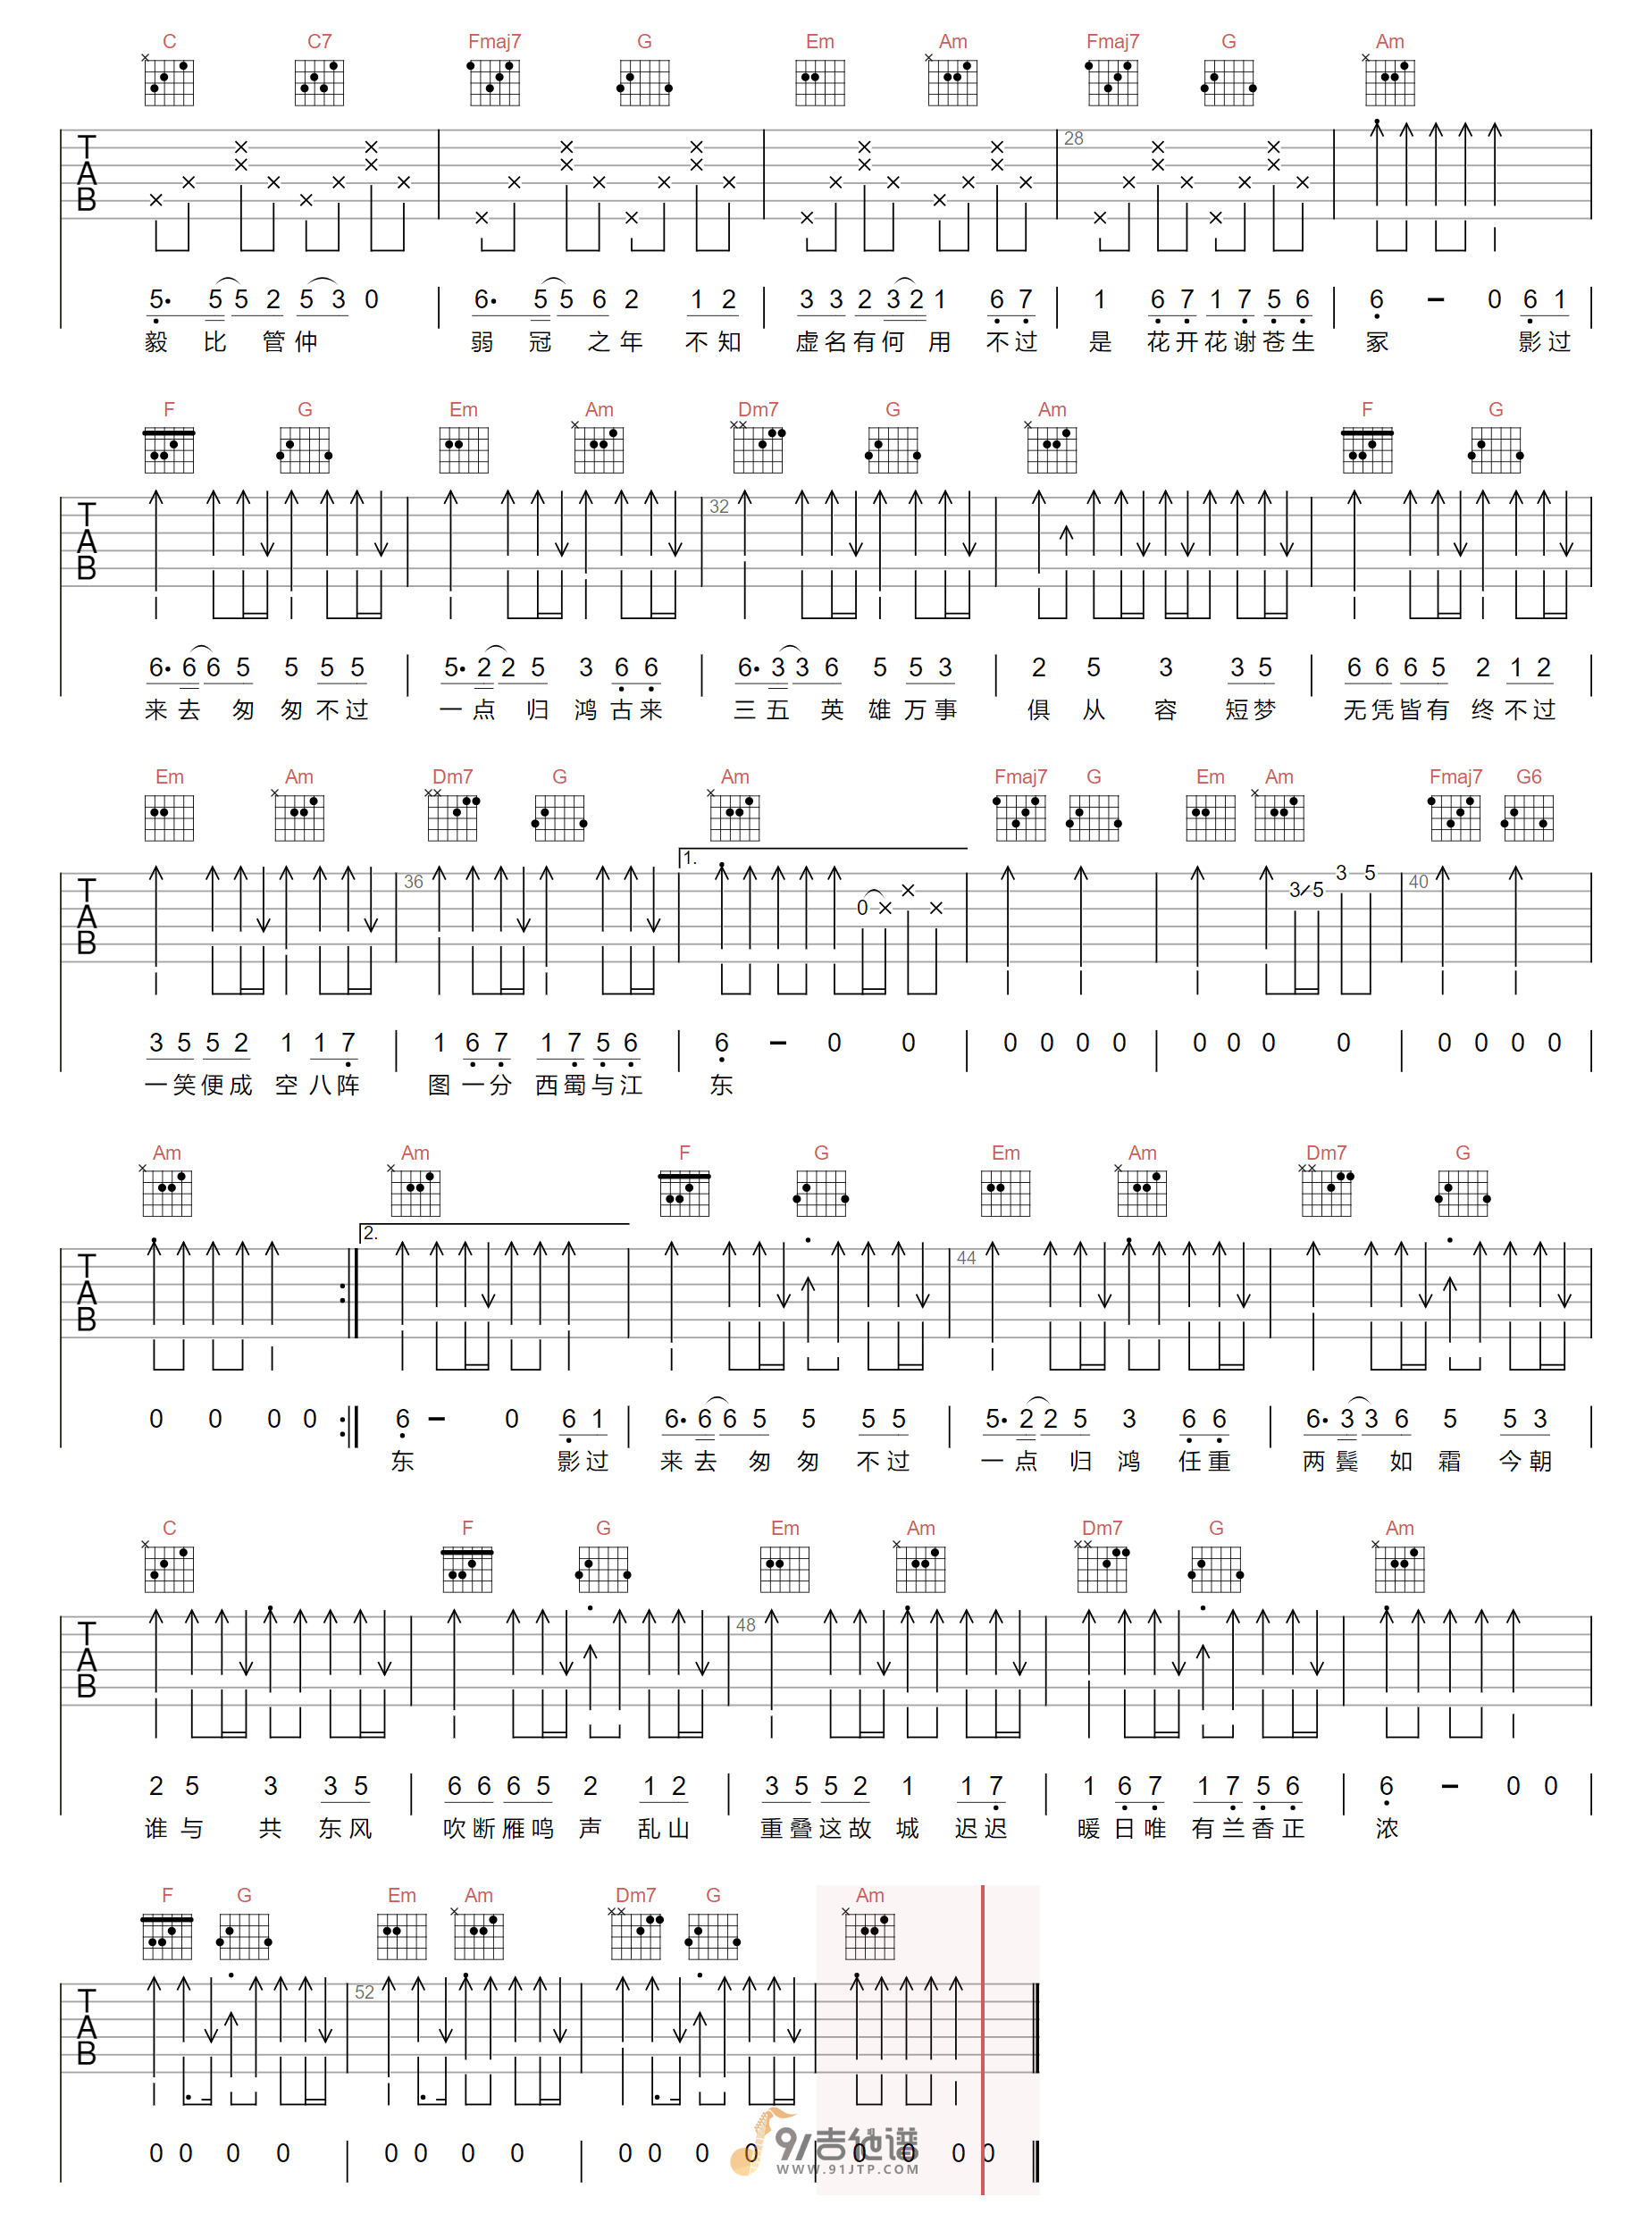 C C7 Fmaj7 G Em Am Fmaj7 G Am
TAB 28
5· 5 5 2 5 3 0 6· 5 5 6 2 1 2 3 3 2 3 2 1 6 7 1 6 7 1 7 5 6 6 – 0 6 1
毅 比 管 仲 弱 冠 之 年 不 知 虚 名 有 何 用 不 过 是 花 开 花 谢 苍 生 冢 影 过
F G Em Am Dm7 G Am F G
TAB 32
6· 6 6 5 5 5 5 5· 2 2 5 3 6 6 6· 3 3 6 5 5 3 2 5 3 3 5 6 6 6 5 2 1 2
来 去 匆 匆 不 过 一 点 归 鸿 古 来 三 五 英 雄 万 事 俱 从 容 短 梦 无 凭 皆 有 终 不 过
Em Am Dm7 G Am Fmaj7 G Em Am Fmaj7 G6
1.
TAB 36 0 3 5 3 5 40
3 5 5 2 1 1 7 1 6 7 1 7 5 6 6 – 0 0 0 0 0 0 0 0 0 0 0 0 0 0
一 笑 便 成 空 八 阵 图 一 分 西 蜀 与 江 东
Am Am F G Em Am Dm7 G
2.
TAB 44
0 0 0 0 6 – 0 6 1 6· 6 6 5 5 5 5 5· 2 2 5 3 6 6 6· 3 3 6 5 5 3
东 影 过 来 去 匆 匆 不 过 一 点 归 鸿 任 重 两 鬓 如 霜 今 朝
C F G Em Am Dm7 G Am
TAB 48
2 5 3 3 5 6 6 6 5 2 1 2 3 5 5 2 1 1 7 1 6 7 1 7 5 6 6 – 0 0
谁 与 共 东 风 吹 断 雁 鸣 声 乱 山 重 叠 这 故 城 迟 迟 暖 日 唯 有 兰 香 正 浓
F G Em Am Dm7 G Am
TAB 52
0 0 0 0 0 0 0 0 0 0 0 0 0 0 0 0
91吉他谱
WWW.91JTP.COM